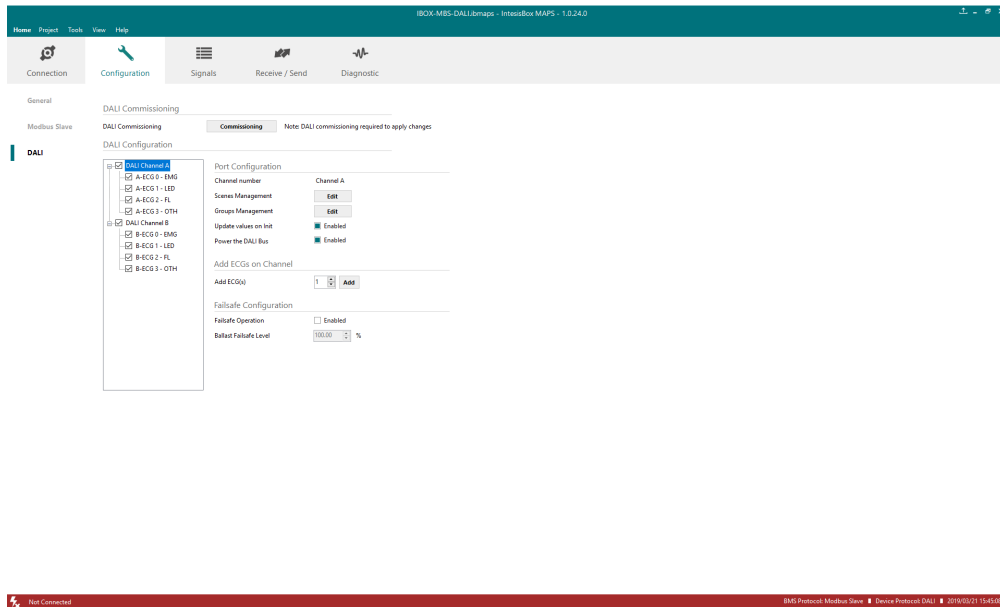 IBOX-MBS-DALI.ibmaps - IntesisBox MAPS - 1.0.24.0
Home Project Tools View Help
Connection Configuration Signals Receive / Send Diagnostic
General
Modbus Slave
DALI
DALI Commissioning
DALI Commissioning Commissioning Note: DALI commissioning required to apply changes
DALI Configuration
DALI Channel A
A-ECG 0 - EMG
A-ECG 1 - LED
A-ECG 2 - FL
A-ECG 3 - OTH
DALI Channel B
B-ECG 0 - EMG
B-ECG 1 - LED
B-ECG 2 - FL
B-ECG 3 - OTH
Port Configuration
Channel number Channel A
Scenes Management Edit
Groups Management Edit
Update values on Init Enabled
Power the DALI Bus Enabled
Add ECGs on Channel
Add ECG(s) 1 Add
Failsafe Configuration
Failsafe Operation Enabled
Ballast Failsafe Level 100.00 %
Not Connected BMS Protocol: Modbus Slave Device Protocol: DALI 2019/03/21 15:45:0